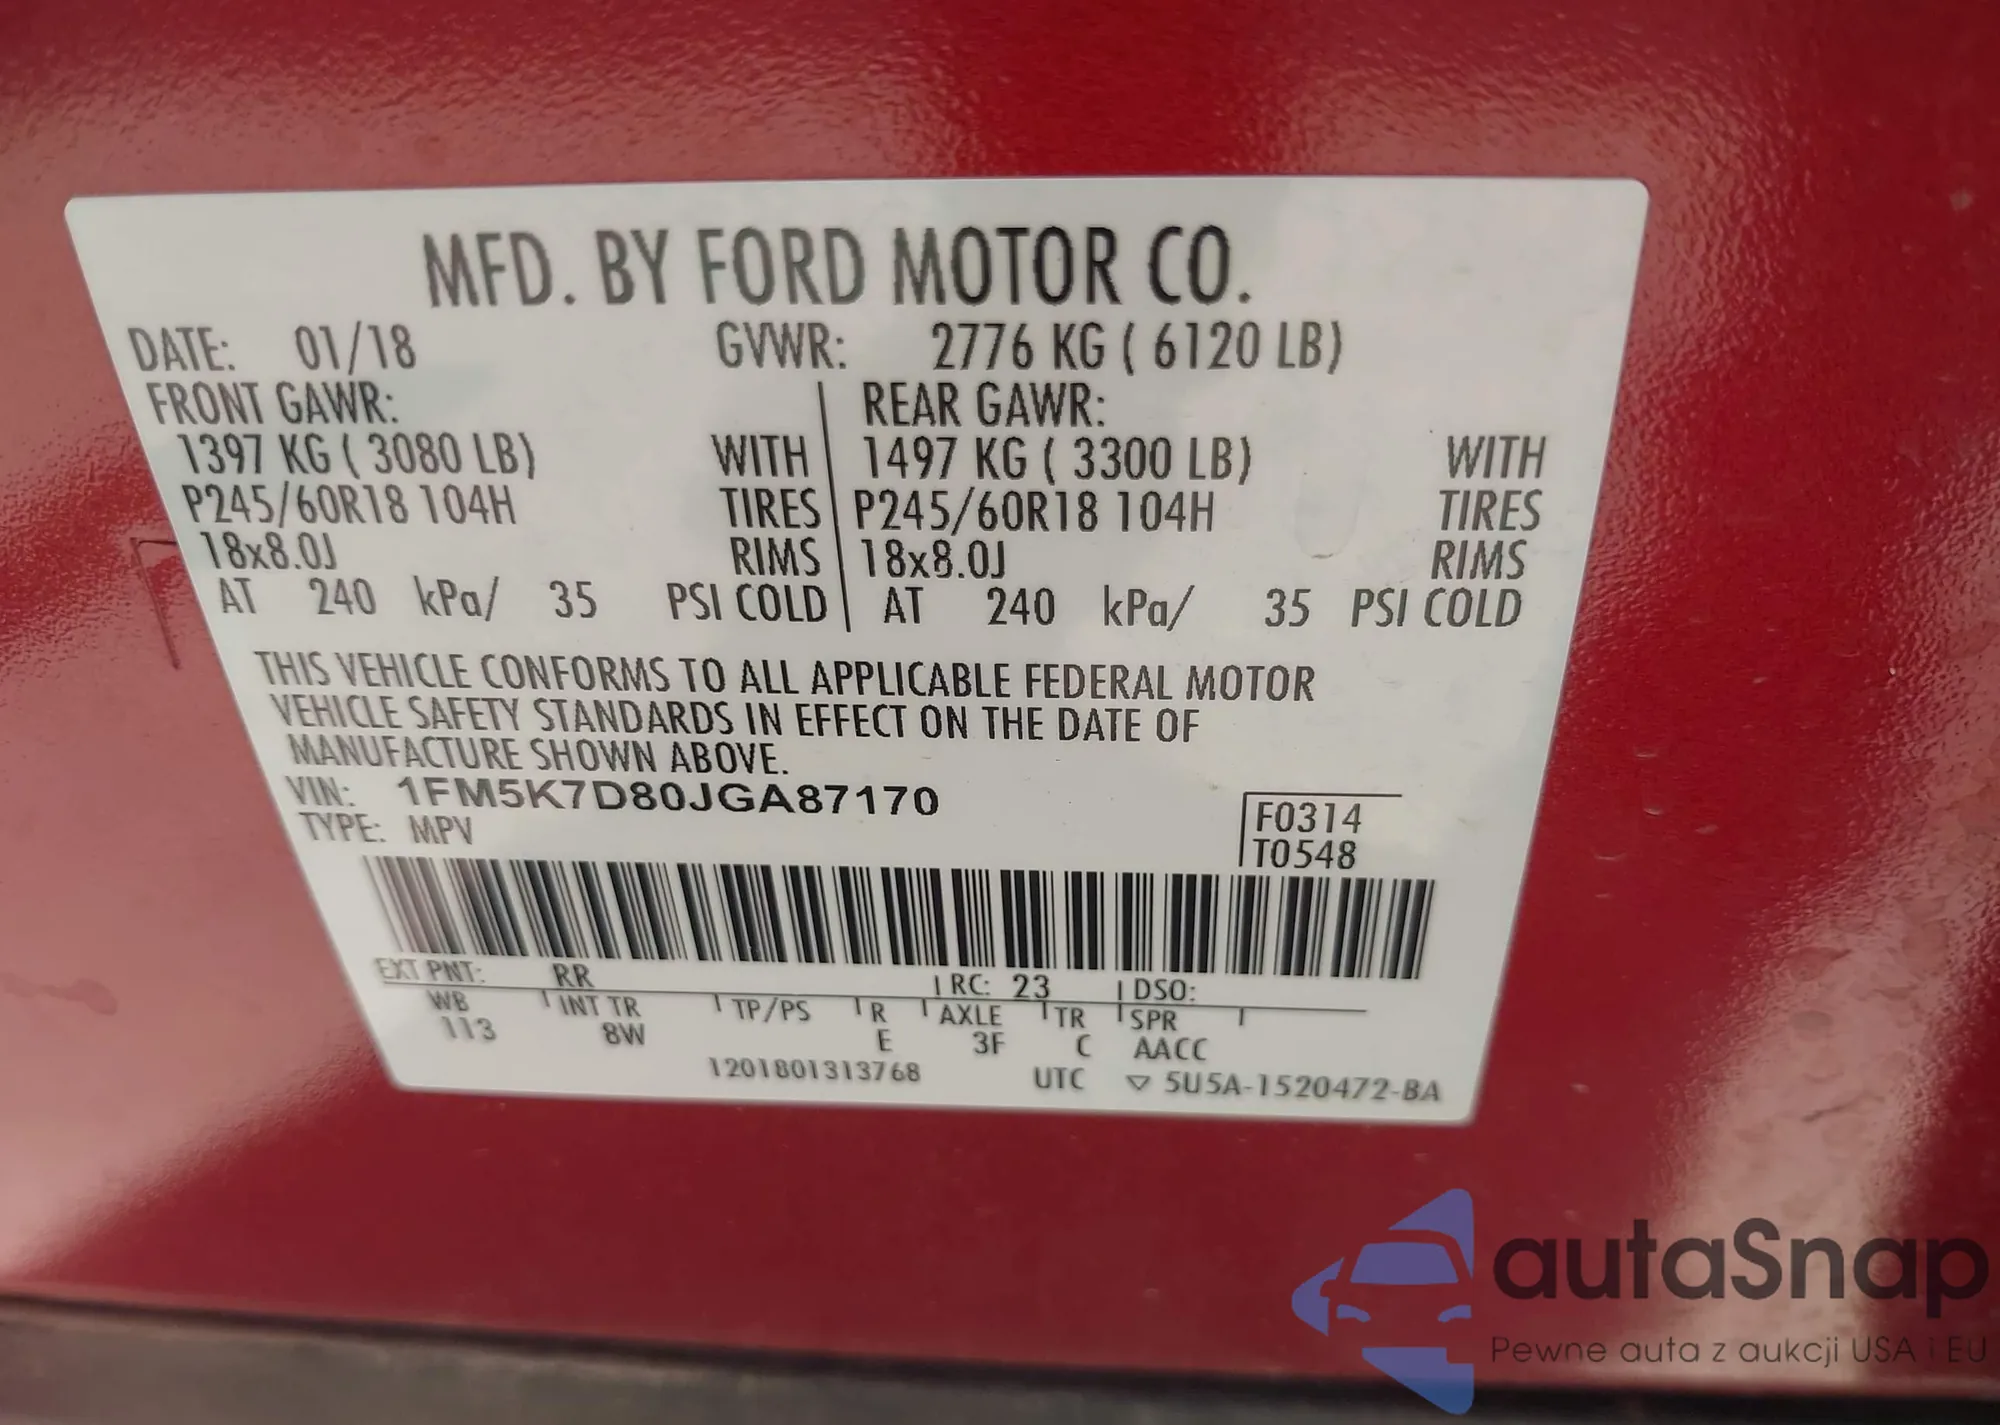 MFD. BY FORD MOTOR CO.
DATE: 01/18 GVWR: 2776 KG ( 6120 LB)
FRONT GAWR: REAR GAWR:
1397 KG ( 3080 LB) WITH 1497 KG ( 3300 LB) WITH
P245/60R18 104H TIRES P245/60R18 104H TIRES
18x8.0J RIMS 18x8.0J RIMS
AT 240 kPa/ 35 PSI COLD AT 240 kPa/ 35 PSI COLD
THIS VEHICLE CONFORMS TO ALL APPLICABLE FEDERAL MOTOR
VEHICLE SAFETY STANDARDS IN EFFECT ON THE DATE OF
MANUFACTURE SHOWN ABOVE.
VIN: 1FM5K7D80JGA87170
TYPE: MPV
F0314
T0548
EXT PNT: RR RC: 23 DSO:
WB INT TR TP/PS R AXLE TR SPR
113 8W E 3F C AACC
1201801313768 UTC ▽ 5U5A-1520472-BA
autaSnap
Pewne auta z aukcji USA i EU